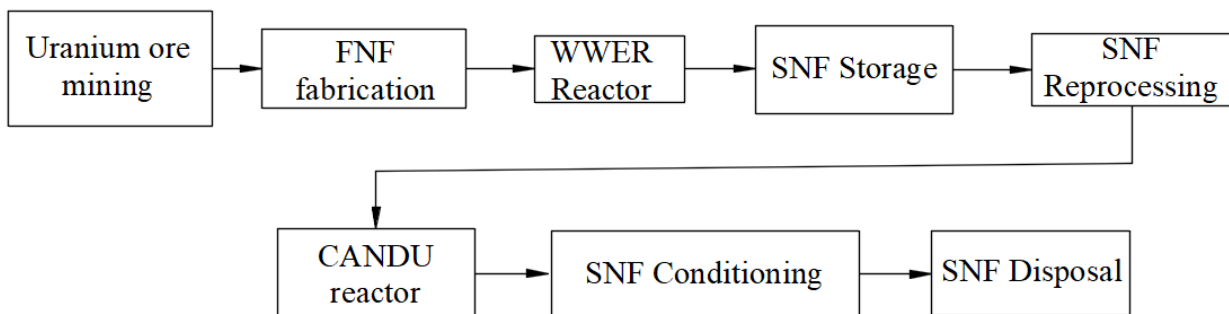 Uranium ore
mining
FNF
fabrication
WWER
Reactor
SNF Storage
SNF
Reprocessing
CANDU
reactor
SNF Conditioning
SNF Disposal